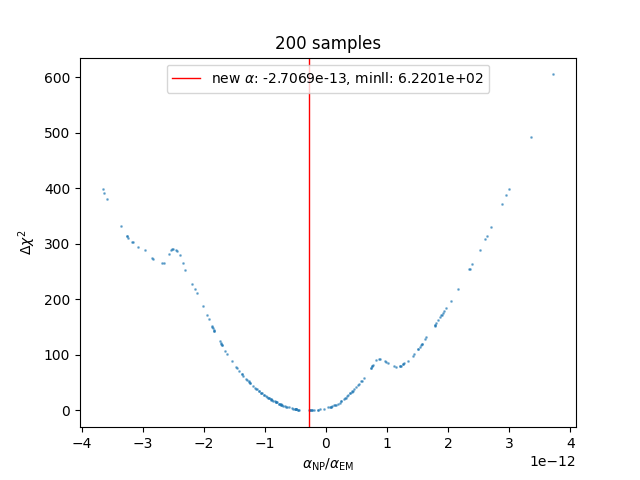 200 samples
new α: -2.7069e-13, minll: 6.2201e+02
600
500
400
300
200
100
0
Δχ²
−4 −3 −2 −1 0 1 2 3 4
1e−12
α_NP/α_EM